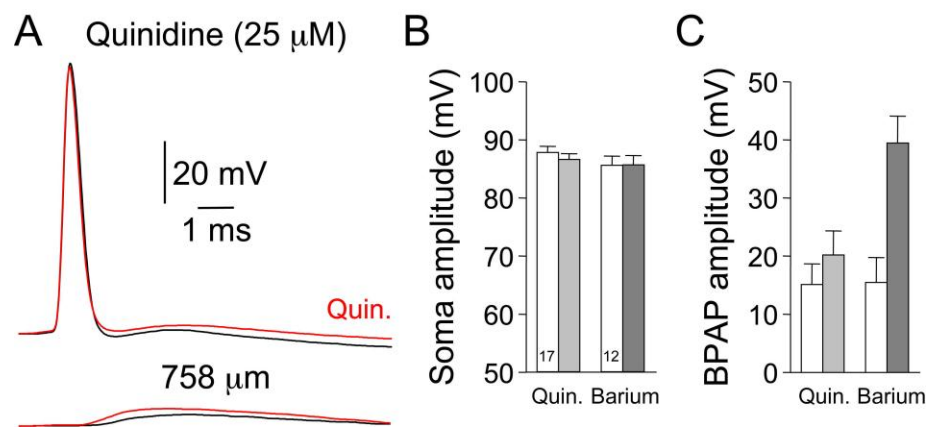 A
Quinidine (25 μM)
20 mV
1 ms
Quin.
758 μm
B
Soma amplitude (mV)
100
90
80
70
60
50
17
12
Quin. Barium
C
BPAP amplitude (mV)
50
40
30
20
10
0
Quin. Barium